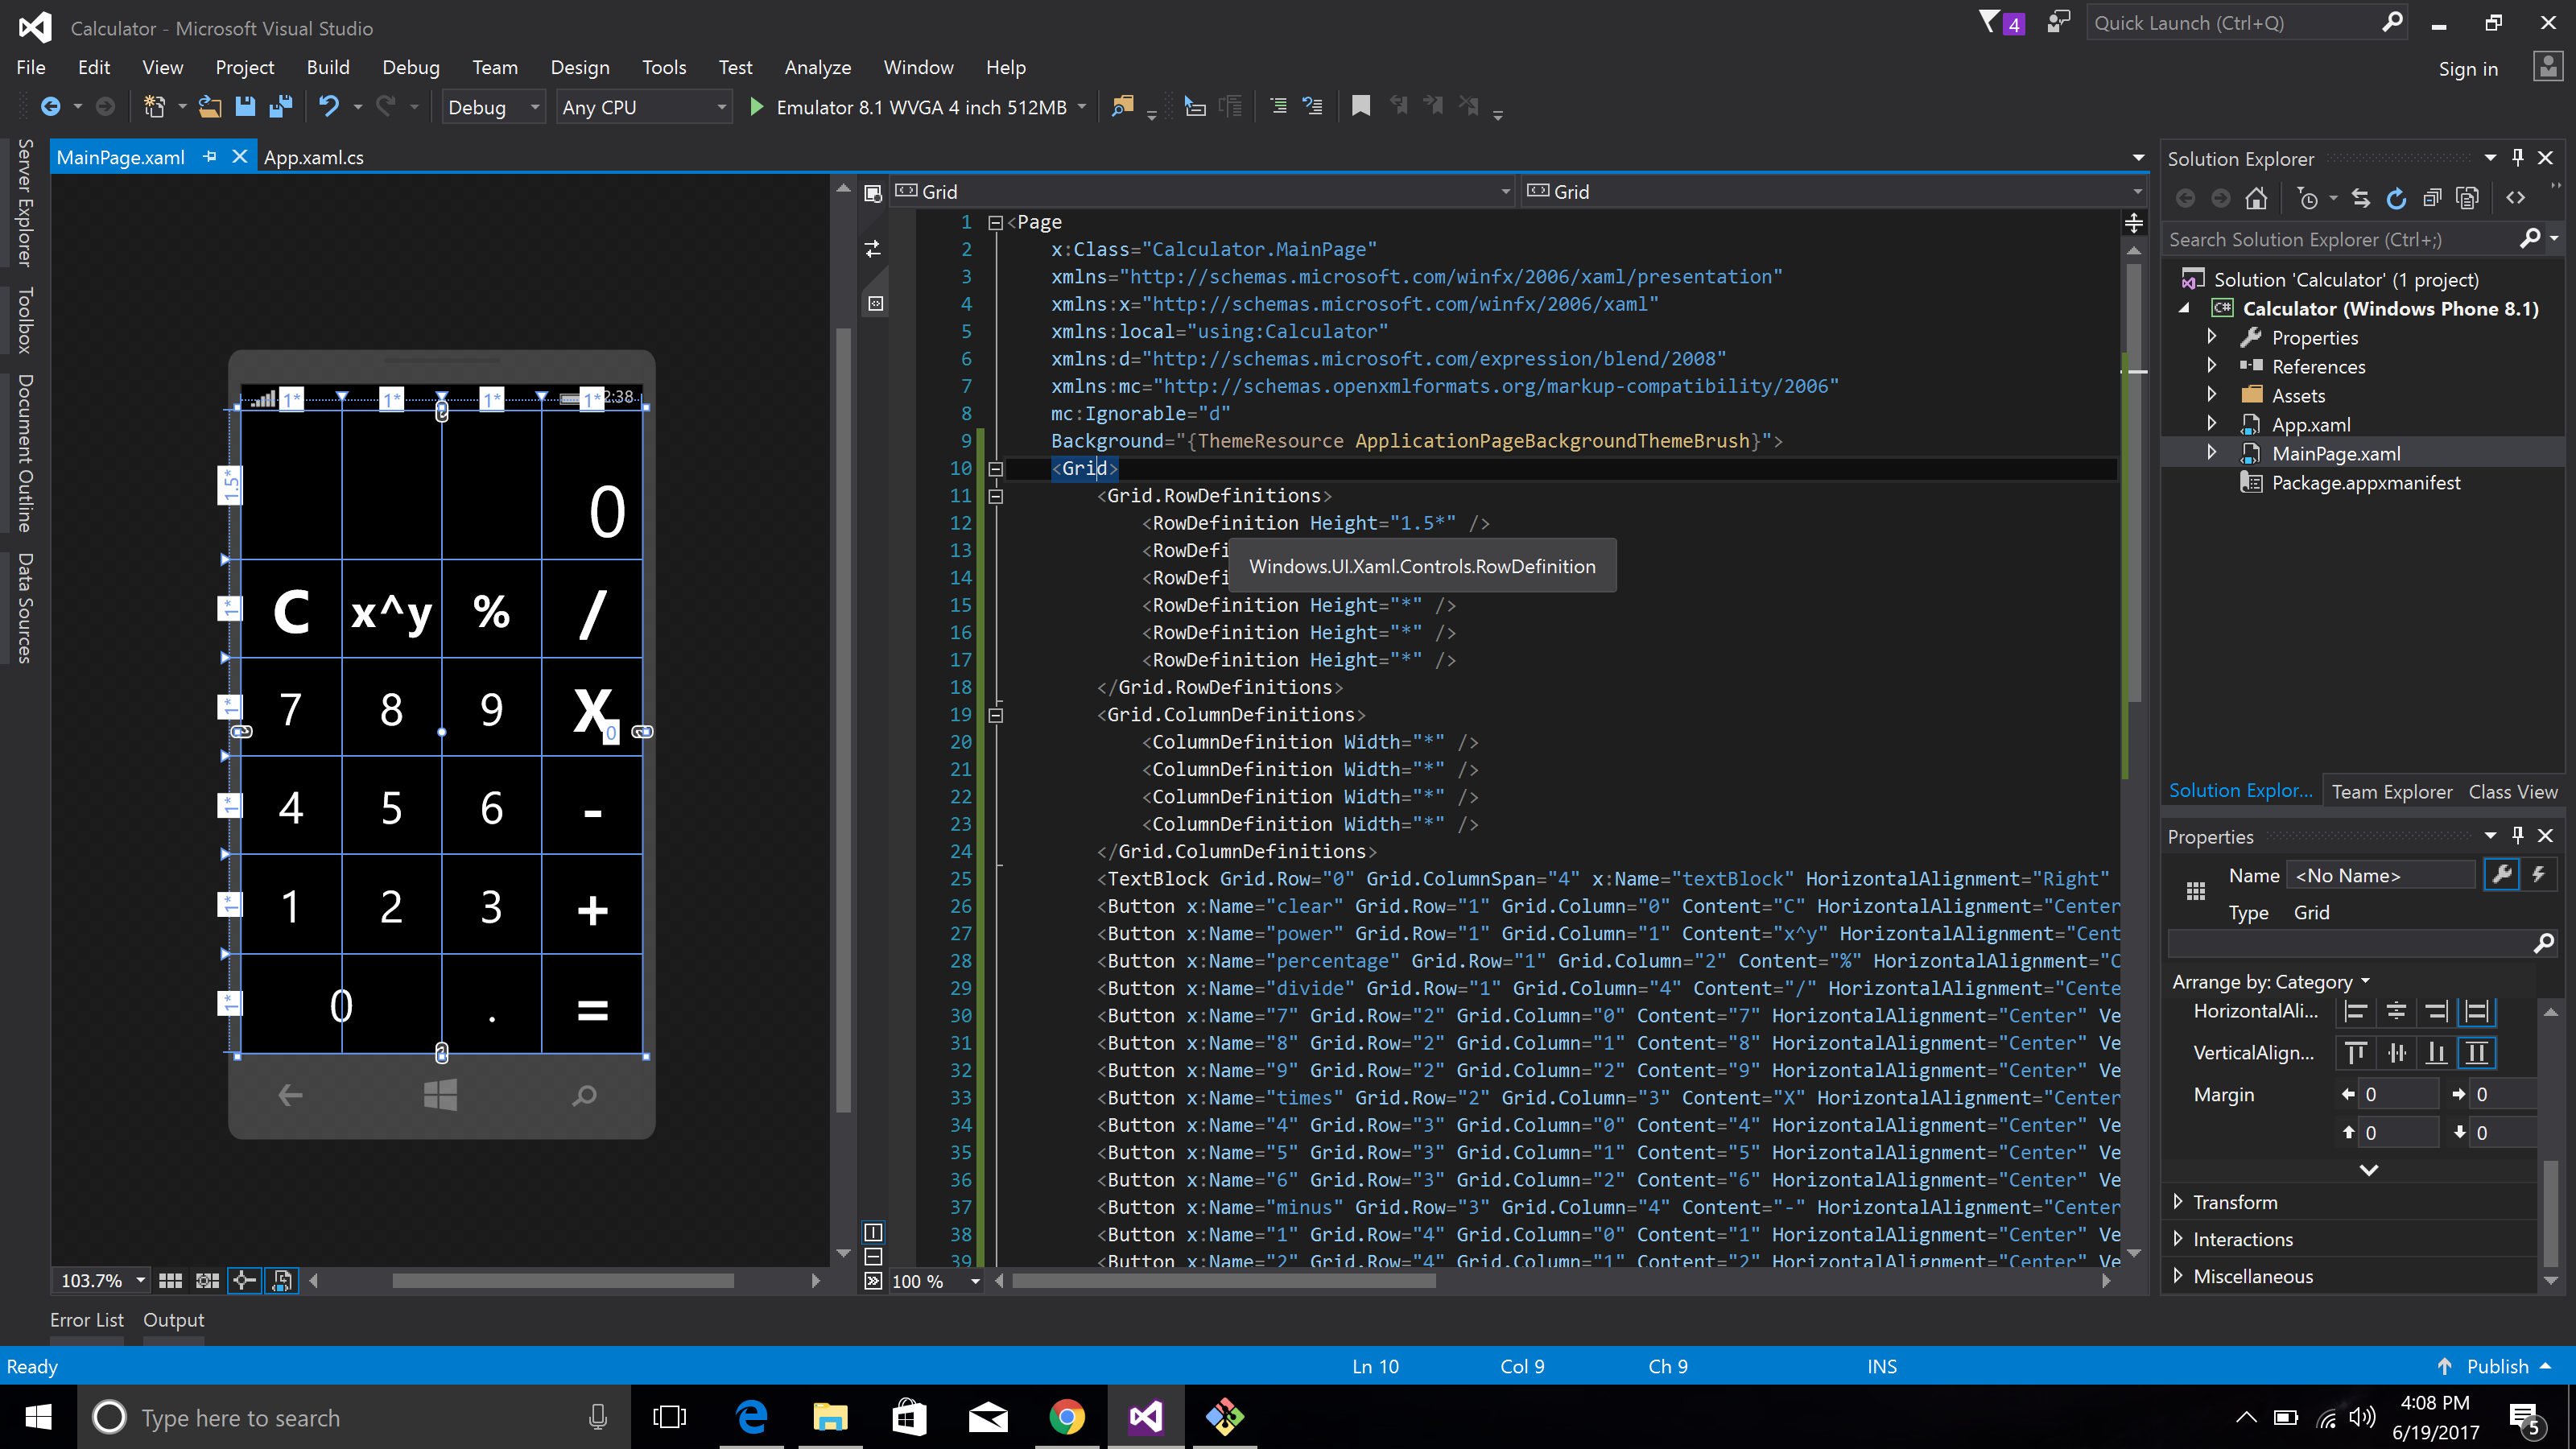 Calculator - Microsoft Visual Studio
4
Quick Launch (Ctrl+Q)
File Edit View Project Build Debug Team Design Tools Test Analyze Window Help
Sign in
Debug Any CPU Emulator 8.1 WVGA 4 inch 512MB
Server Explorer
Toolbox
Document Outline
Data Sources
MainPage.xaml App.xaml.cs
1* 1* 1* 1* 2:38
1.5*
0
1* C x^y % /
1* 7 8 9 X
0
1* 4 5 6 -
1* 1 2 3 +
1* 0 . =
103.7%
Grid Grid
1 <Page
2 x:Class="Calculator.MainPage"
3 xmlns="http://schemas.microsoft.com/winfx/2006/xaml/presentation"
4 xmlns:x="http://schemas.microsoft.com/winfx/2006/xaml"
5 xmlns:local="using:Calculator"
6 xmlns:d="http://schemas.microsoft.com/expression/blend/2008"
7 xmlns:mc="http://schemas.openxmlformats.org/markup-compatibility/2006"
8 mc:Ignorable="d"
9 Background="{ThemeResource ApplicationPageBackgroundThemeBrush}">
10 <Grid>
11 <Grid.RowDefinitions>
12 <RowDefinition Height="1.5*" />
13 <RowDefi
14 <RowDefi
Windows.UI.Xaml.Controls.RowDefinition
15 <RowDefinition Height="*" />
16 <RowDefinition Height="*" />
17 <RowDefinition Height="*" />
18 </Grid.RowDefinitions>
19 <Grid.ColumnDefinitions>
20 <ColumnDefinition Width="*" />
21 <ColumnDefinition Width="*" />
22 <ColumnDefinition Width="*" />
23 <ColumnDefinition Width="*" />
24 </Grid.ColumnDefinitions>
25 <TextBlock Grid.Row="0" Grid.ColumnSpan="4" x:Name="textBlock" HorizontalAlignment="Right"
26 <Button x:Name="clear" Grid.Row="1" Grid.Column="0" Content="C" HorizontalAlignment="Center
27 <Button x:Name="power" Grid.Row="1" Grid.Column="1" Content="x^y" HorizontalAlignment="Cent
28 <Button x:Name="percentage" Grid.Row="1" Grid.Column="2" Content="%" HorizontalAlignment="C
29 <Button x:Name="divide" Grid.Row="1" Grid.Column="4" Content="/" HorizontalAlignment="Cente
30 <Button x:Name="7" Grid.Row="2" Grid.Column="0" Content="7" HorizontalAlignment="Center" Ve
31 <Button x:Name="8" Grid.Row="2" Grid.Column="1" Content="8" HorizontalAlignment="Center" Ve
32 <Button x:Name="9" Grid.Row="2" Grid.Column="2" Content="9" HorizontalAlignment="Center" Ve
33 <Button x:Name="times" Grid.Row="2" Grid.Column="3" Content="X" HorizontalAlignment="Center
34 <Button x:Name="4" Grid.Row="3" Grid.Column="0" Content="4" HorizontalAlignment="Center" Ve
35 <Button x:Name="5" Grid.Row="3" Grid.Column="1" Content="5" HorizontalAlignment="Center" Ve
36 <Button x:Name="6" Grid.Row="3" Grid.Column="2" Content="6" HorizontalAlignment="Center" Ve
37 <Button x:Name="minus" Grid.Row="3" Grid.Column="4" Content="-" HorizontalAlignment="Center
38 <Button x:Name="1" Grid.Row="4" Grid.Column="0" Content="1" HorizontalAlignment="Center" Ve
39 <Button x:Name="2" Grid.Row="4" Grid.Column="1" Content="2" HorizontalAlignment="Center" Ve
100 %
Solution Explorer
Search Solution Explorer (Ctrl+;)
Solution 'Calculator' (1 project)
C# Calculator (Windows Phone 8.1)
Properties
References
Assets
App.xaml
MainPage.xaml
Package.appxmanifest
Solution Explor... Team Explorer Class View
Properties
Name <No Name>
Type Grid
Arrange by: Category
HorizontalAli...
VerticalAlign...
Margin 0 0
0 0
Transform
Interactions
Miscellaneous
Error List Output
Ready Ln 10 Col 9 Ch 9 INS Publish
Type here to search
4:08 PM
6/19/2017
5